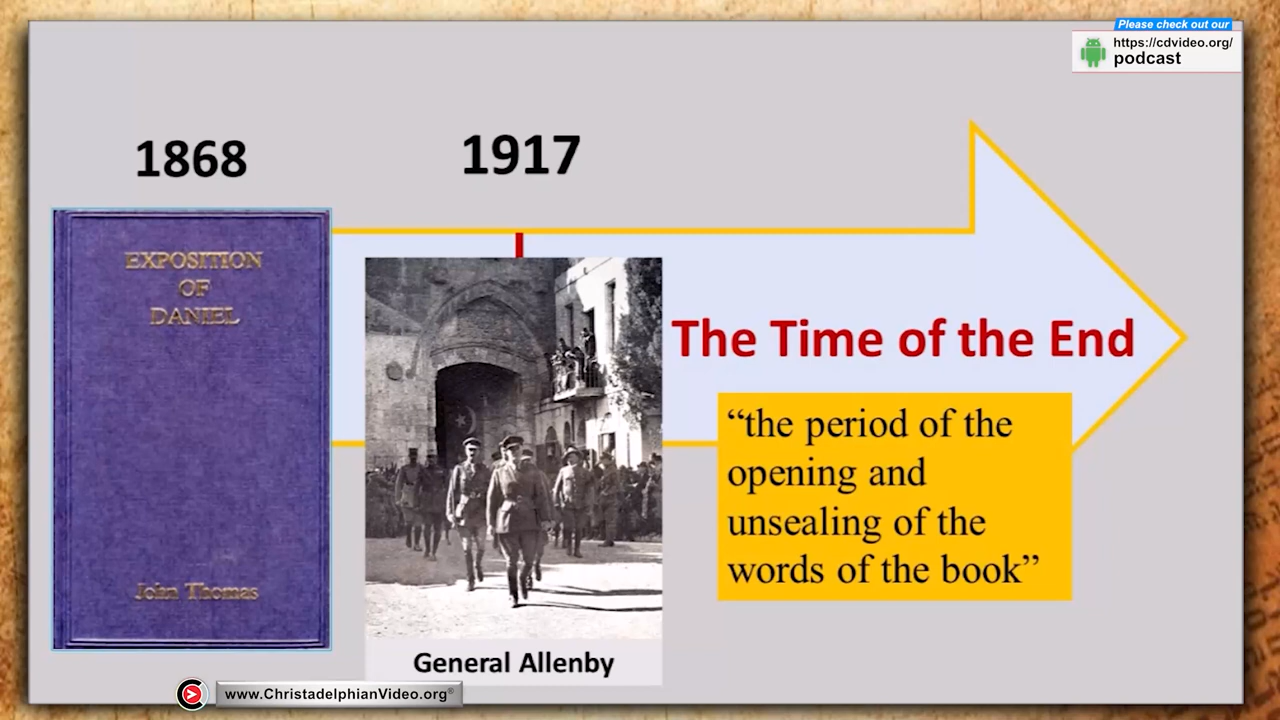 Please check out our
https://cdvideo.org/
podcast
1868
1917
EXPOSITION
OF
DANIEL
John Thomas
The Time of the End
“the period of the
opening and
unsealing of the
words of the book”
General Allenby
www.ChristadelphianVideo.org®